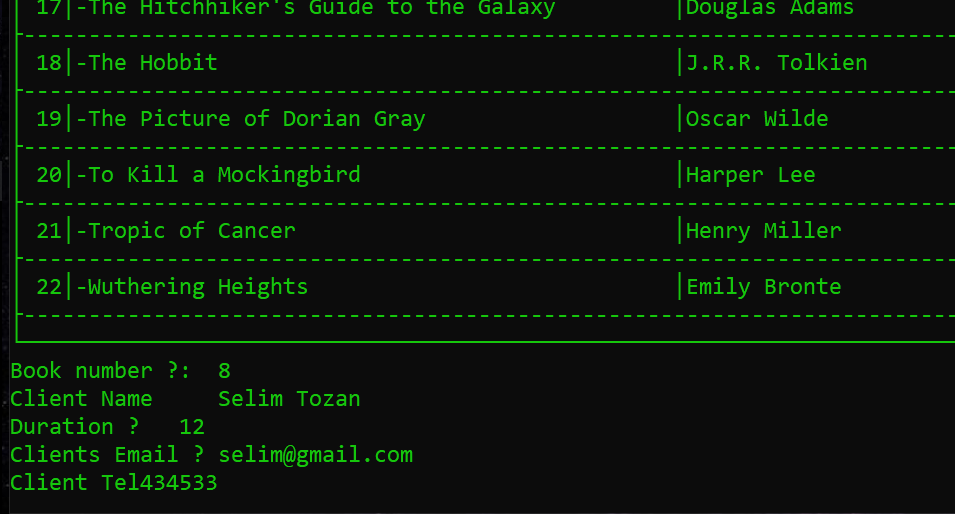 17|-The Hitchhiker's Guide to the Galaxy |Douglas Adams
18|-The Hobbit |J.R.R. Tolkien
19|-The Picture of Dorian Gray |Oscar Wilde
20|-To Kill a Mockingbird |Harper Lee
21|-Tropic of Cancer |Henry Miller
22|-Wuthering Heights |Emily Bronte
Book number ?: 8
Client Name Selim Tozan
Duration ? 12
Clients Email ? selim@gmail.com
Client Tel434533